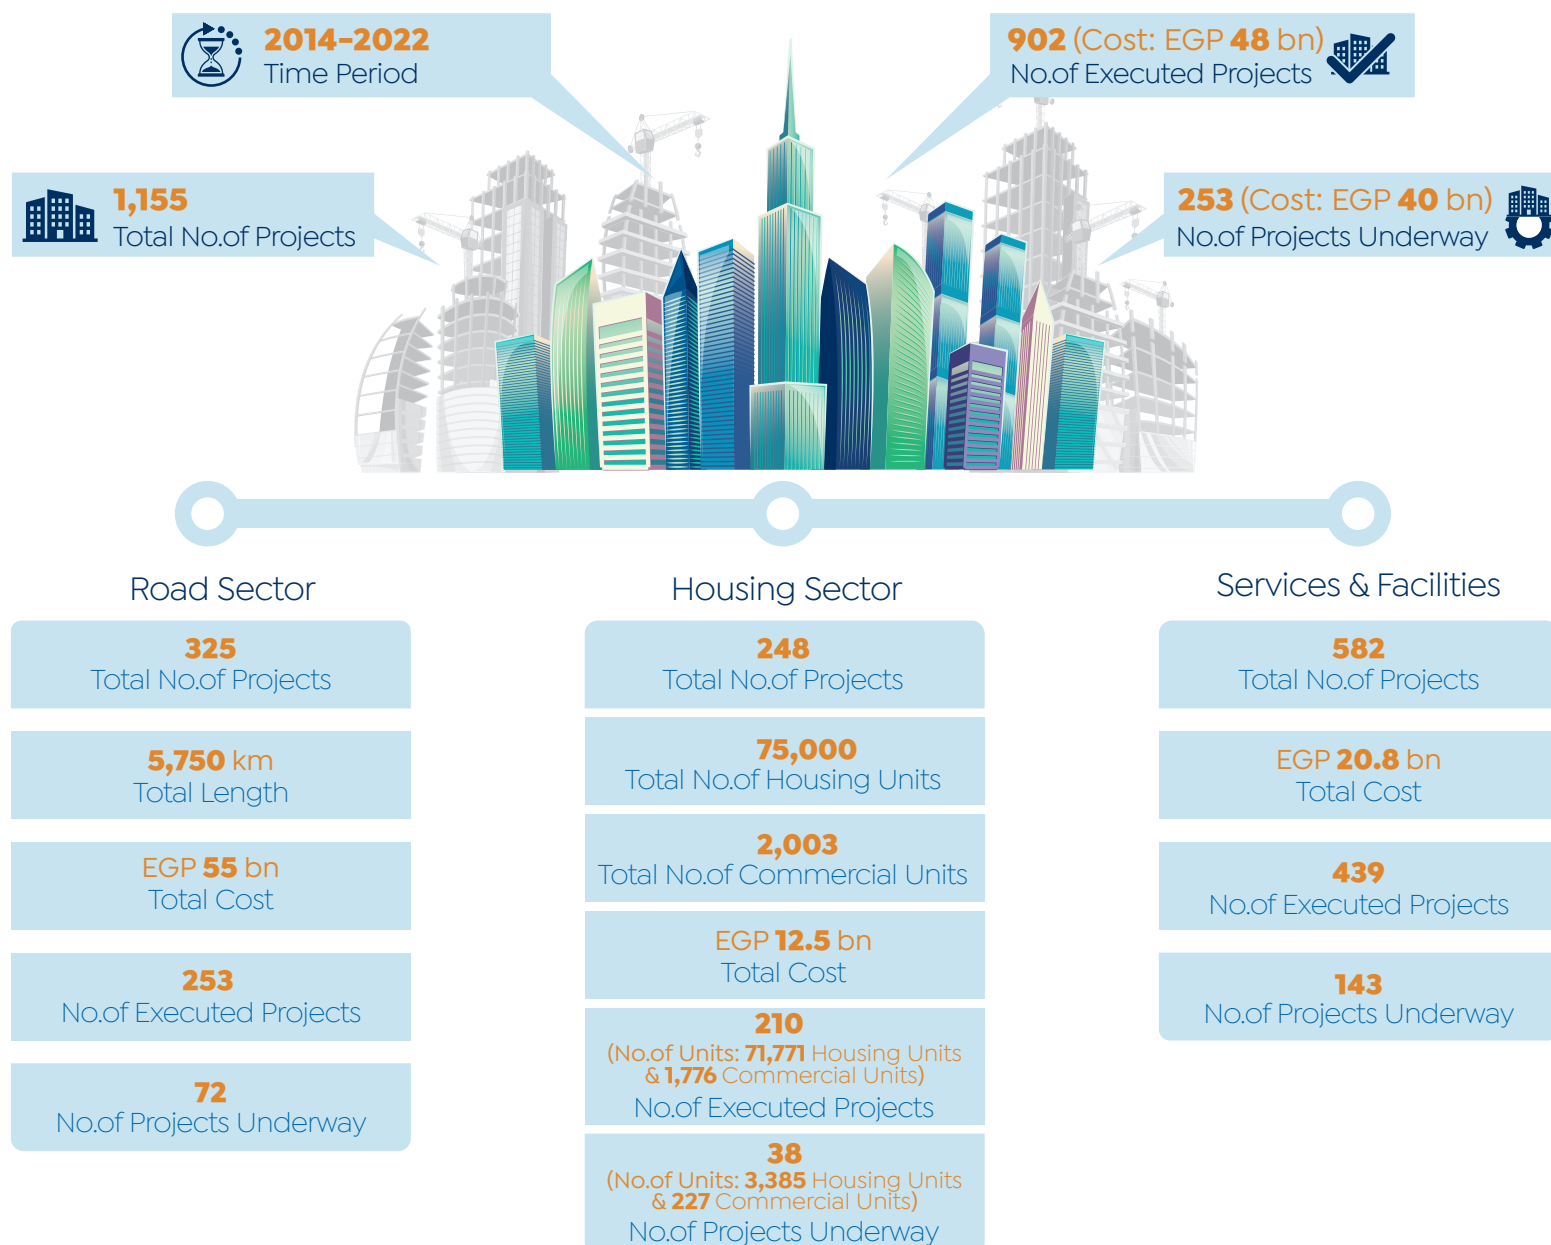 2014-2022
Time Period
902 (Cost: EGP 48 bn)
No.of Executed Projects
1,155
Total No.of Projects
253 (Cost: EGP 40 bn)
No.of Projects Underway
Road Sector
325
Total No.of Projects
5,750 km
Total Length
EGP 55 bn
Total Cost
253
No.of Executed Projects
72
No.of Projects Underway
Housing Sector
248
Total No.of Projects
75,000
Total No.of Housing Units
2,003
Total No.of Commercial Units
EGP 12.5 bn
Total Cost
210
(No.of Units: 71,771 Housing Units
& 1,776 Commercial Units)
No.of Executed Projects
38
(No.of Units: 3,385 Housing Units
& 227 Commercial Units)
No.of Projects Underway
Services & Facilities
582
Total No.of Projects
EGP 20.8 bn
Total Cost
439
No.of Executed Projects
143
No.of Projects Underway